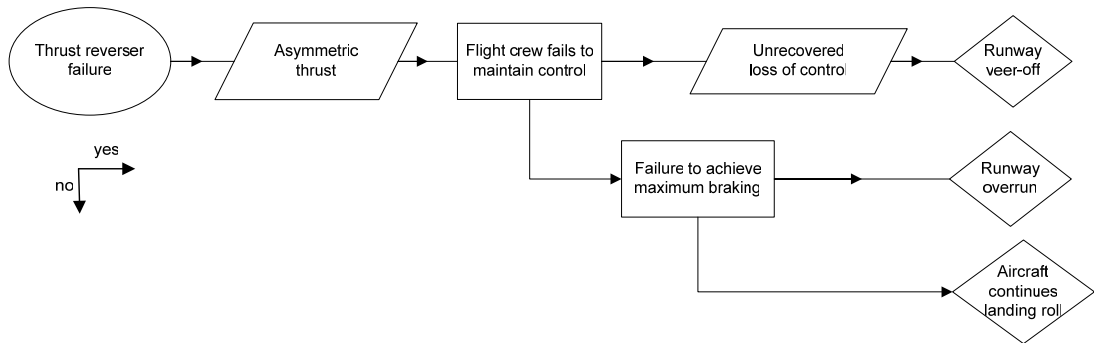 Thrust reverser
failure
Asymmetric
thrust
Flight crew fails to
maintain control
Unrecovered
loss of control
Runway
veer-off
yes
no
Failure to achieve
maximum braking
Runway
overrun
Aircraft
continues
landing roll